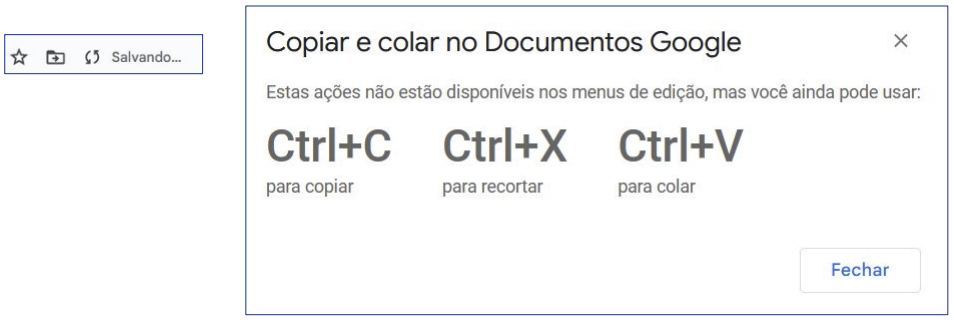 Salvando...
Copiar e colar no Documentos Google
Estas ações não estão disponíveis nos menus de edição, mas você ainda pode usar:
Ctrl+C Ctrl+X Ctrl+V
para copiar para recortar para colar
Fechar